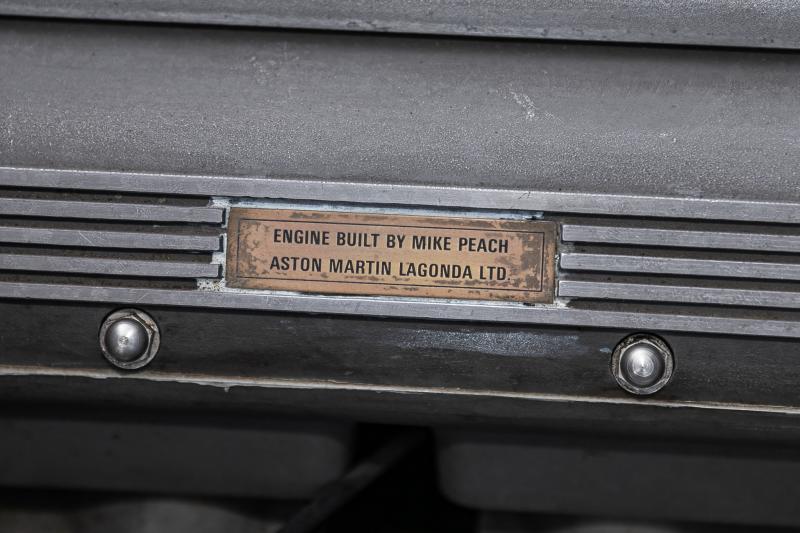 ENGINE BUILT BY MIKE PEACH
ASTON MARTIN LAGONDA LTD.